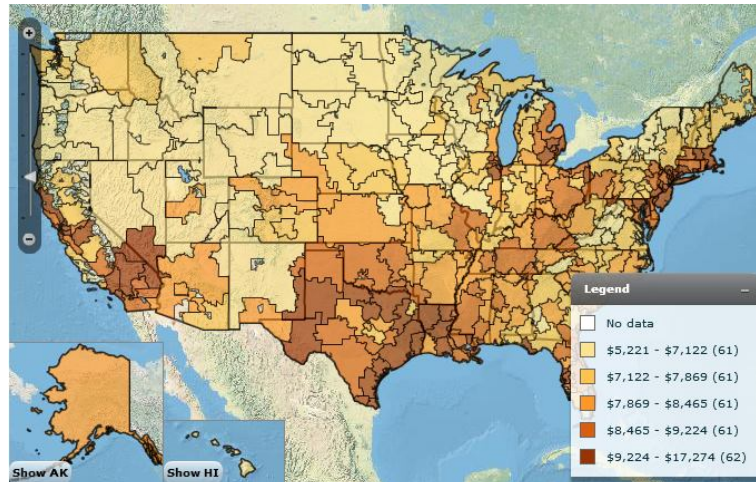 Legend
No data
$5,221 - $7,122 (61)
$7,122 - $7,869 (61)
$7,869 - $8,465 (61)
$8,465 - $9,224 (61)
$9,224 - $17,274 (62)
Show AK
Show HI